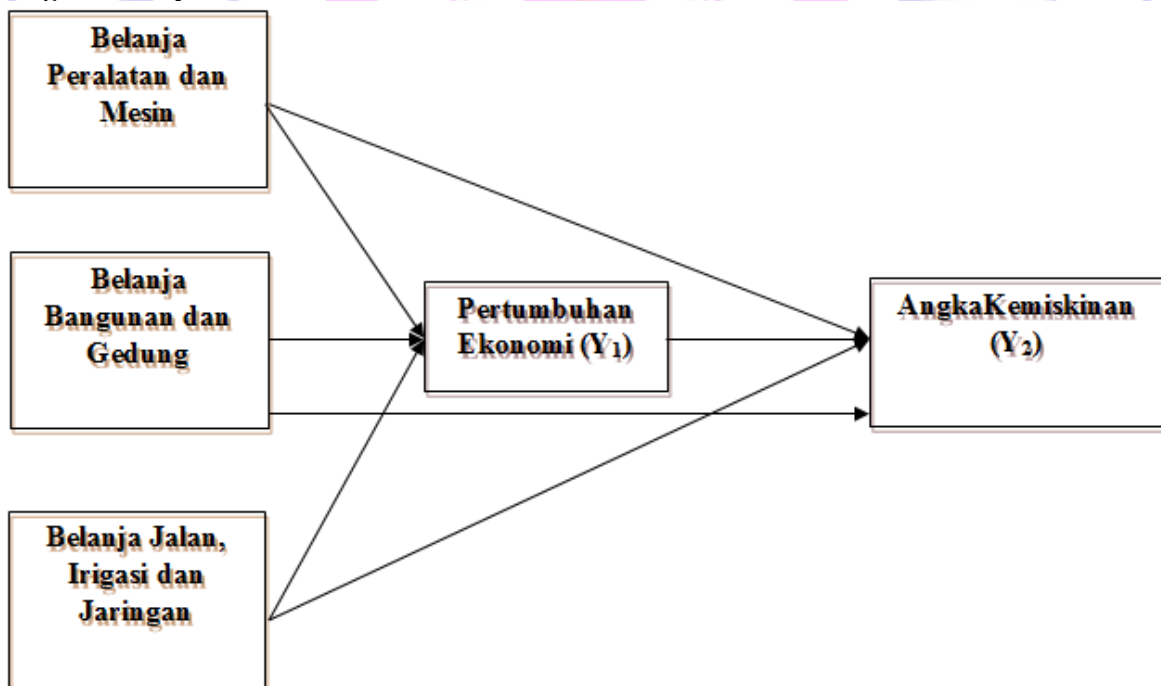 Belanja
Peralatan dan
Mesin
Belanja
Bangunan dan
Gedung
Pertumbuhan
Ekonomi (Y₁)
AngkaKemiskinan
(Y₂)
Belanja Jalan,
Irigasi dan
Jaringan